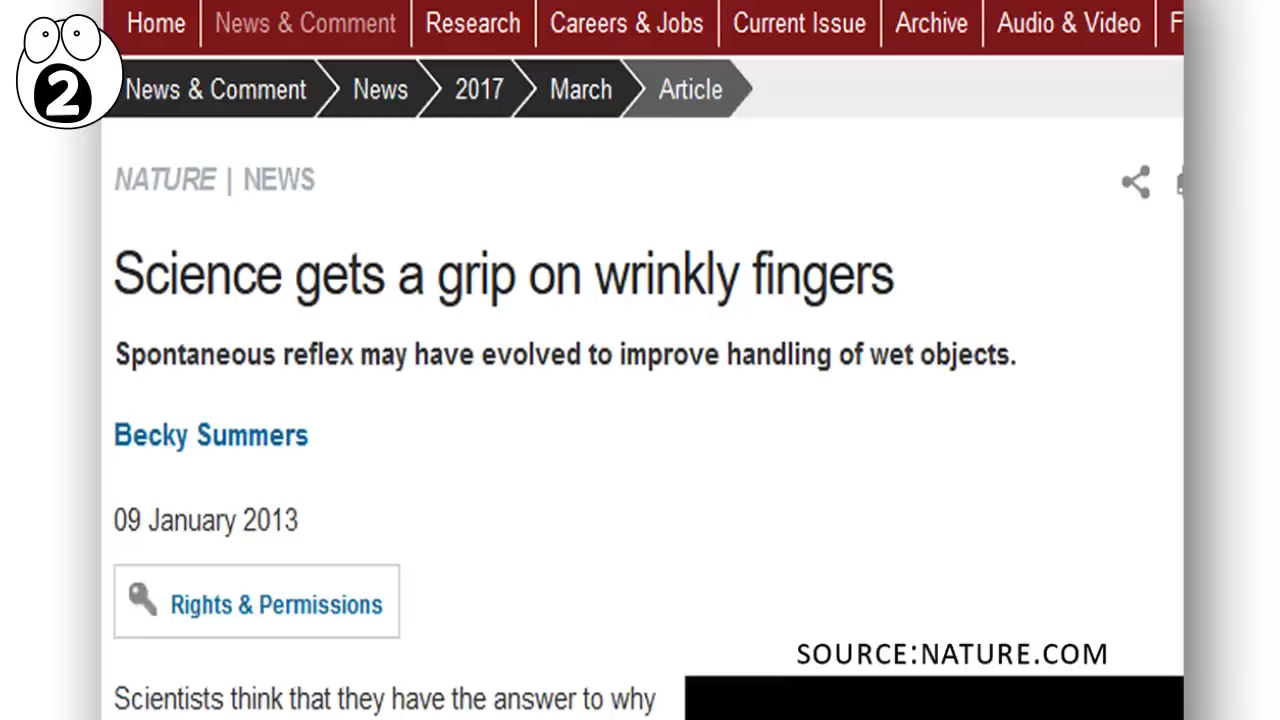 Home News & Comment Research Careers & Jobs Current Issue Archive Audio & Video F
2
News & Comment News 2017 March Article
NATURE | NEWS
Science gets a grip on wrinkly fingers
Spontaneous reflex may have evolved to improve handling of wet objects.
Becky Summers
09 January 2013
Rights & Permissions
SOURCE:NATURE.COM
Scientists think that they have the answer to why